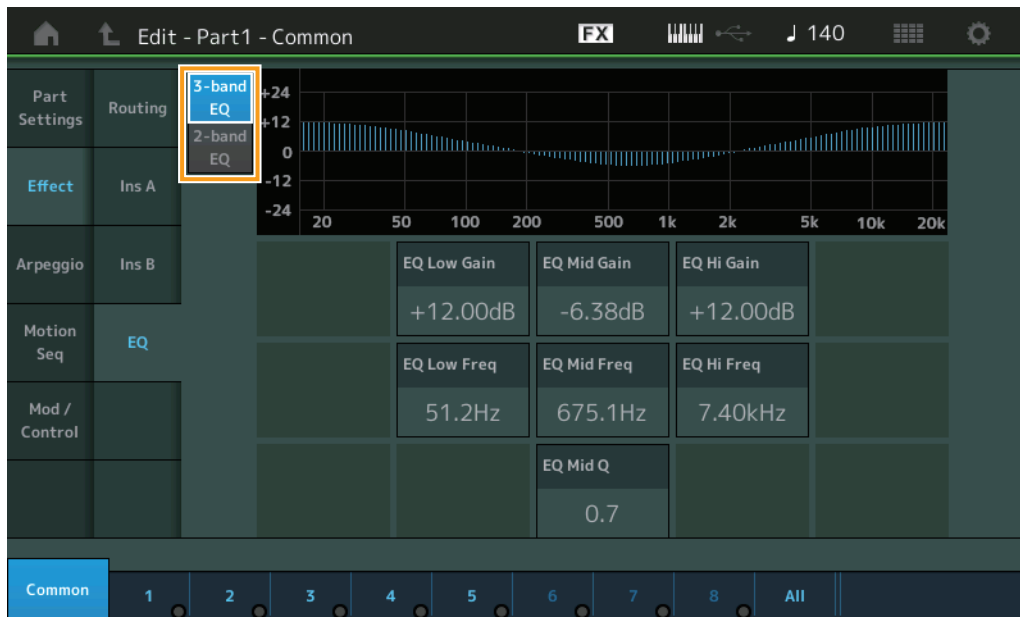 Edit - Part1 - Common
FX
140
Part
Settings
Effect
Arpeggio
Motion
Seq
Mod /
Control
Routing
Ins A
Ins B
EQ
3-band
EQ
2-band
EQ
+24
+12
0
-12
-24
20 50 100 200 500 1k 2k 5k 10k 20k
EQ Low Gain
+12.00dB
EQ Mid Gain
-6.38dB
EQ Hi Gain
+12.00dB
EQ Low Freq
51.2Hz
EQ Mid Freq
675.1Hz
EQ Hi Freq
7.40kHz
EQ Mid Q
0.7
Common 1 2 3 4 5 6 7 8 All